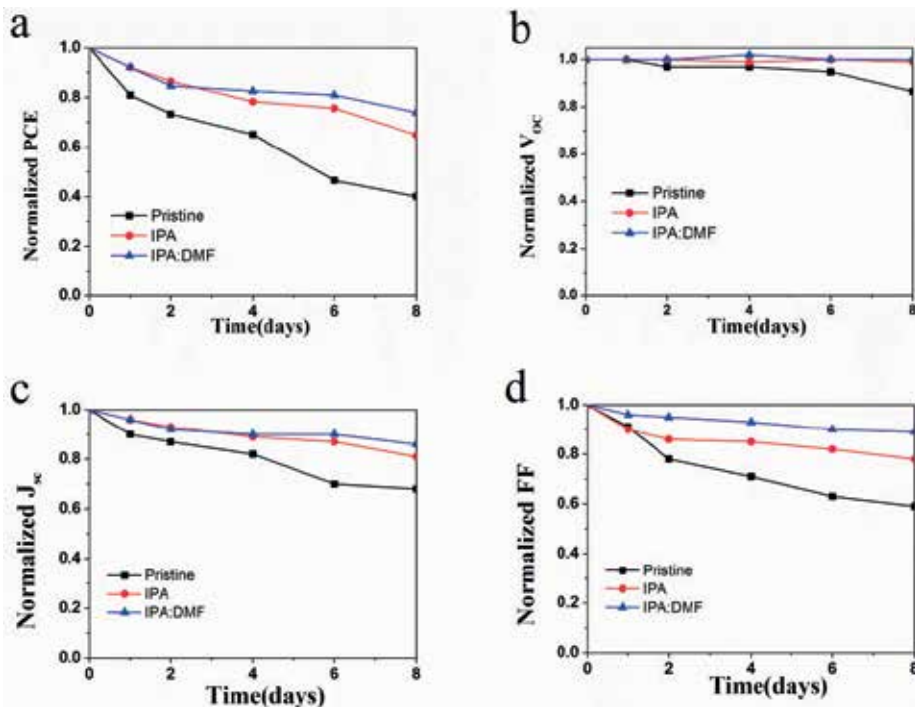 a
Normalized PCE
1.0
0.8
0.6
0.4
0.2
0.0
Pristine
IPA
IPA:DMF
0 2 4 6 8
Time(days)
b
Normalized V_OC
1.0
0.8
0.6
0.4
0.2
0.0
Pristine
IPA
IPA:DMF
0 2 4 6 8
Time(days)
c
Normalized J_sc
1.0
0.8
0.6
0.4
0.2
0.0
Pristine
IPA
IPA:DMF
0 2 4 6 8
Time(days)
d
Normalized FF
1.0
0.8
0.6
0.4
0.2
0.0
Pristine
IPA
IPA:DMF
0 2 4 6 8
Time(days)